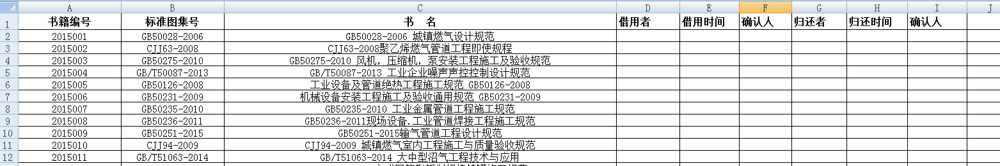 A B C D E F G H I J
1 书籍编号 标准图集号 书 名 借用者 借用时间 确认人 归还者 归还时间 确认人
2 2015001 GB50028-2006 GB50028-2006 城镇燃气设计规范
3 2015002 CJJ63-2008 CJJ63-2008聚乙烯燃气管道工程即使规程
4 2015003 GB50275-2010 GB50275-2010 风机，压缩机，泵安装工程施工及验收规范
5 2015004 GB/T50087-2013 GB/T50087-2013 工业企业噪声声控控制设计规范
6 2015005 GB50126-2008 工业设备及管道绝热工程施工规范 GB50126-2008
7 2015006 GB50231-2009 机械设备安装工程施工及验收通用规范 GB50231-2009
8 2015007 GB50235-2010 GB50235-2010 工业金属管道工程施工规范
9 2015008 GB50236-2011 GB50236-2011现场设备.工业管道焊接工程施工规范
10 2015009 GB50251-2015 GB50251-2015输气管道工程设计规范
11 2015010 CJJ94-2009 CJJ94-2009 城镇燃气室内工程施工与质量验收规范
12 2015011 GB/T51063-2014 GB/T51063-2014 大中型沼气工程技术与应用